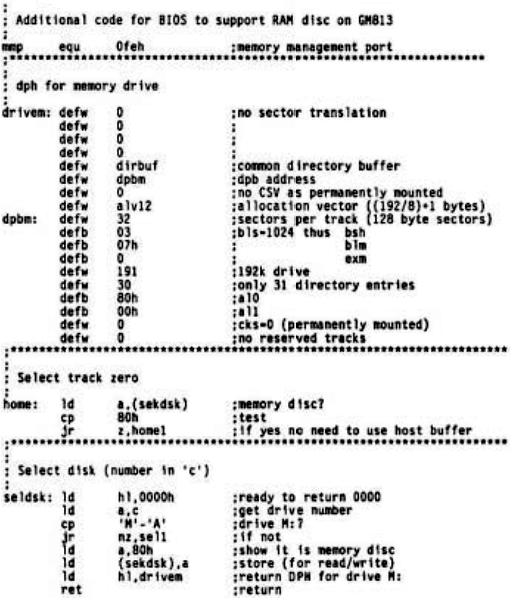 ;
; Additional code for BIOS to support RAM disc on GM813
;
mmp equ 0feh ;memory management port
;************************************************************
;
; dph for memory drive
;
drivem: defw 0 ;no sector translation
defw 0 ;
defw 0 ;
defw 0 ;
defw dirbuf ;common directory buffer
defw dpbm ;dpb address
defw 0 ;no CSV as permanently mounted
defw alv12 ;allocation vector ((192/8)+1 bytes)
dpbm: defw 32 ;sectors per track (128 byte sectors)
defb 03 ;bls=1024 thus bsh
defb 07h ; blm
defb 0 ; exm
defw 191 ;192k drive
defw 30 ;only 31 directory entries
defb 80h ;al0
defb 00h ;al1
defw 0 ;cks=0 (permanently mounted)
defw 0 ;no reserved tracks
;************************************************************
;
; Select track zero
;
home: ld a,(sekdsk) ;memory disc?
cp 80h ;test
jr z,home1 ;if yes no need to use host buffer
;************************************************************
;
; Select disk (number in 'c')
;
seldsk: ld hl,0000h ;ready to return 0000
ld a,c ;get drive number
cp 'M'-'A' ;drive M:?
jr nz,sel1 ;if not
ld a,80h ;show it is memory disc
ld (sekdsk),a ;store (for read/write)
ld hl,drivem ;return DPH for drive M:
ret ;return